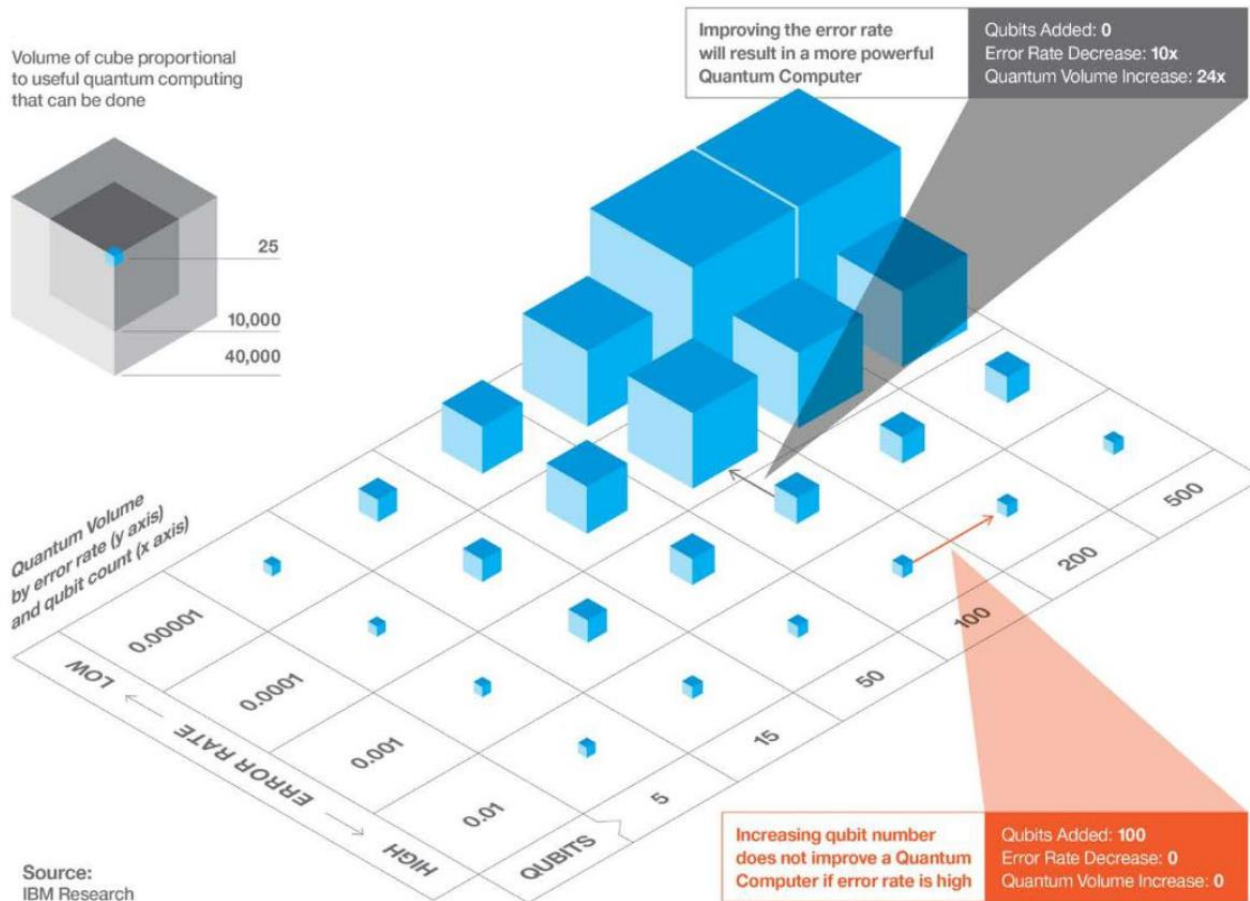 Volume of cube proportional
to useful quantum computing
that can be done
25
10,000
40,000
Improving the error rate
will result in a more powerful
Quantum Computer
Qubits Added: 0
Error Rate Decrease: 10x
Quantum Volume Increase: 24x
Quantum Volume
by error rate (y axis)
and qubit count (x axis)
0.00001
0.0001
0.001
0.01
LOW ← ERROR RATE → HIGH
QUBITS
5
15
50
100
200
500
Increasing qubit number
does not improve a Quantum
Computer if error rate is high
Qubits Added: 100
Error Rate Decrease: 0
Quantum Volume Increase: 0
Source:
IBM Research